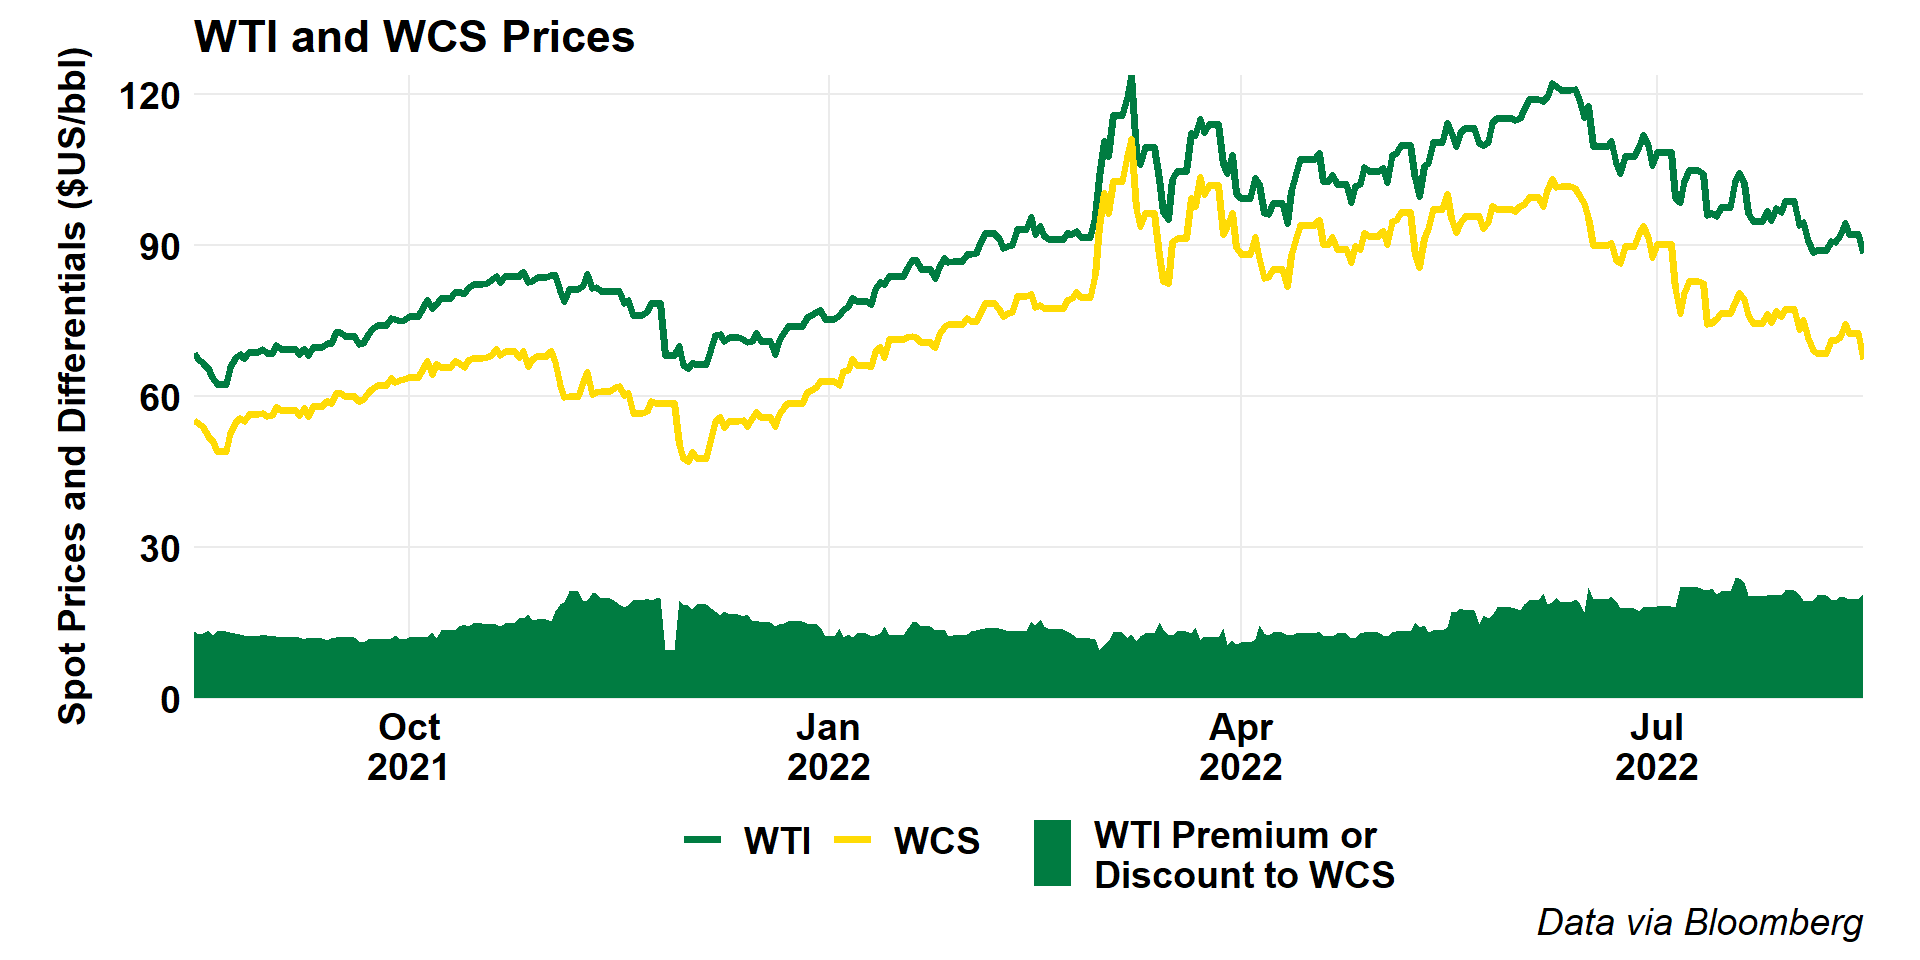 WTI and WCS Prices
Spot Prices and Differentials ($US/bbl)
120
90
60
30
0
Oct
2021
Jan
2022
Apr
2022
Jul
2022
WTI
WCS
WTI Premium or
Discount to WCS
Data via Bloomberg